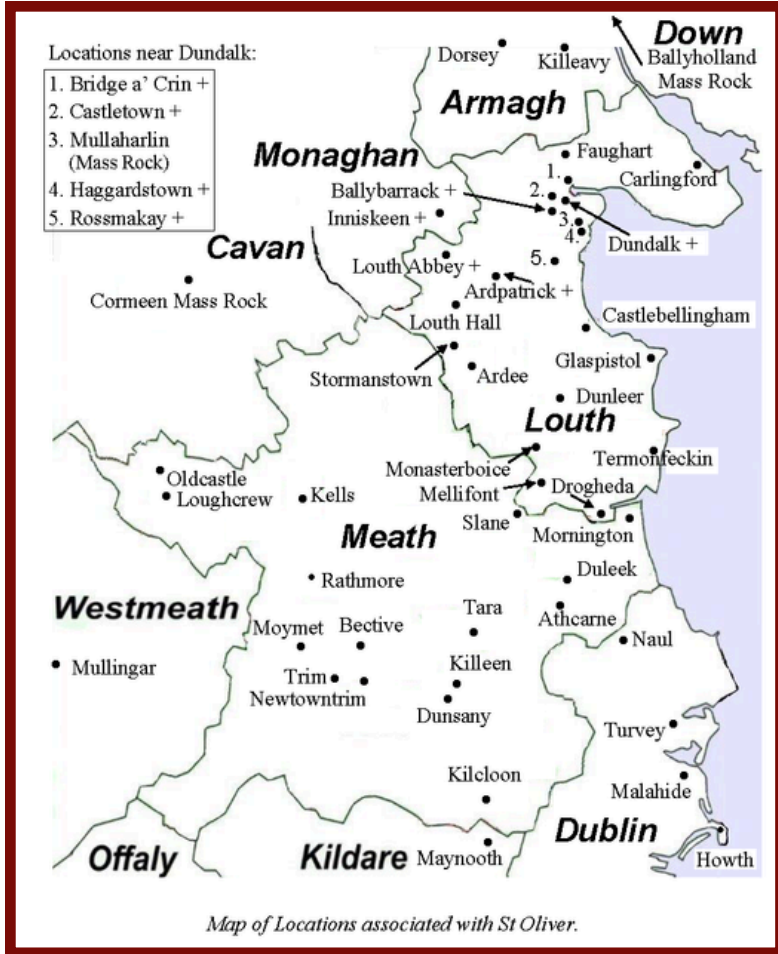 Locations near Dundalk:
1. Bridge a' Crin +
2. Castletown +
3. Mullaharlin
(Mass Rock)
4. Haggardstown +
5. Rossmakay +
Down
Ballyholland
Mass Rock
Dorsey
Killeavy
Armagh
Monaghan
Faughart
Carlingford
1.
Ballybarrack +
2.
Inniskeen +
3.
4.
Dundalk +
Cavan
Louth Abbey +
5.
Ardpatrick +
Cormeen Mass Rock
Louth Hall
Castlebellingham
Stormanstown
Ardee
Glaspistol
Dunleer
Louth
Monasterboice
Termonfeckin
Mellifont
Drogheda
Oldcastle
Loughcrew
Kells
Slane
Mornington
Meath
Rathmore
Duleek
Westmeath
Athcarne
Moymet
Bective
Tara
Naul
Mullingar
Trim
Newtowntrim
Killeen
Dunsany
Turvey
Kilcloon
Malahide
Dublin
Offaly
Kildare
Maynooth
Howth
Map of Locations associated with St Oliver.